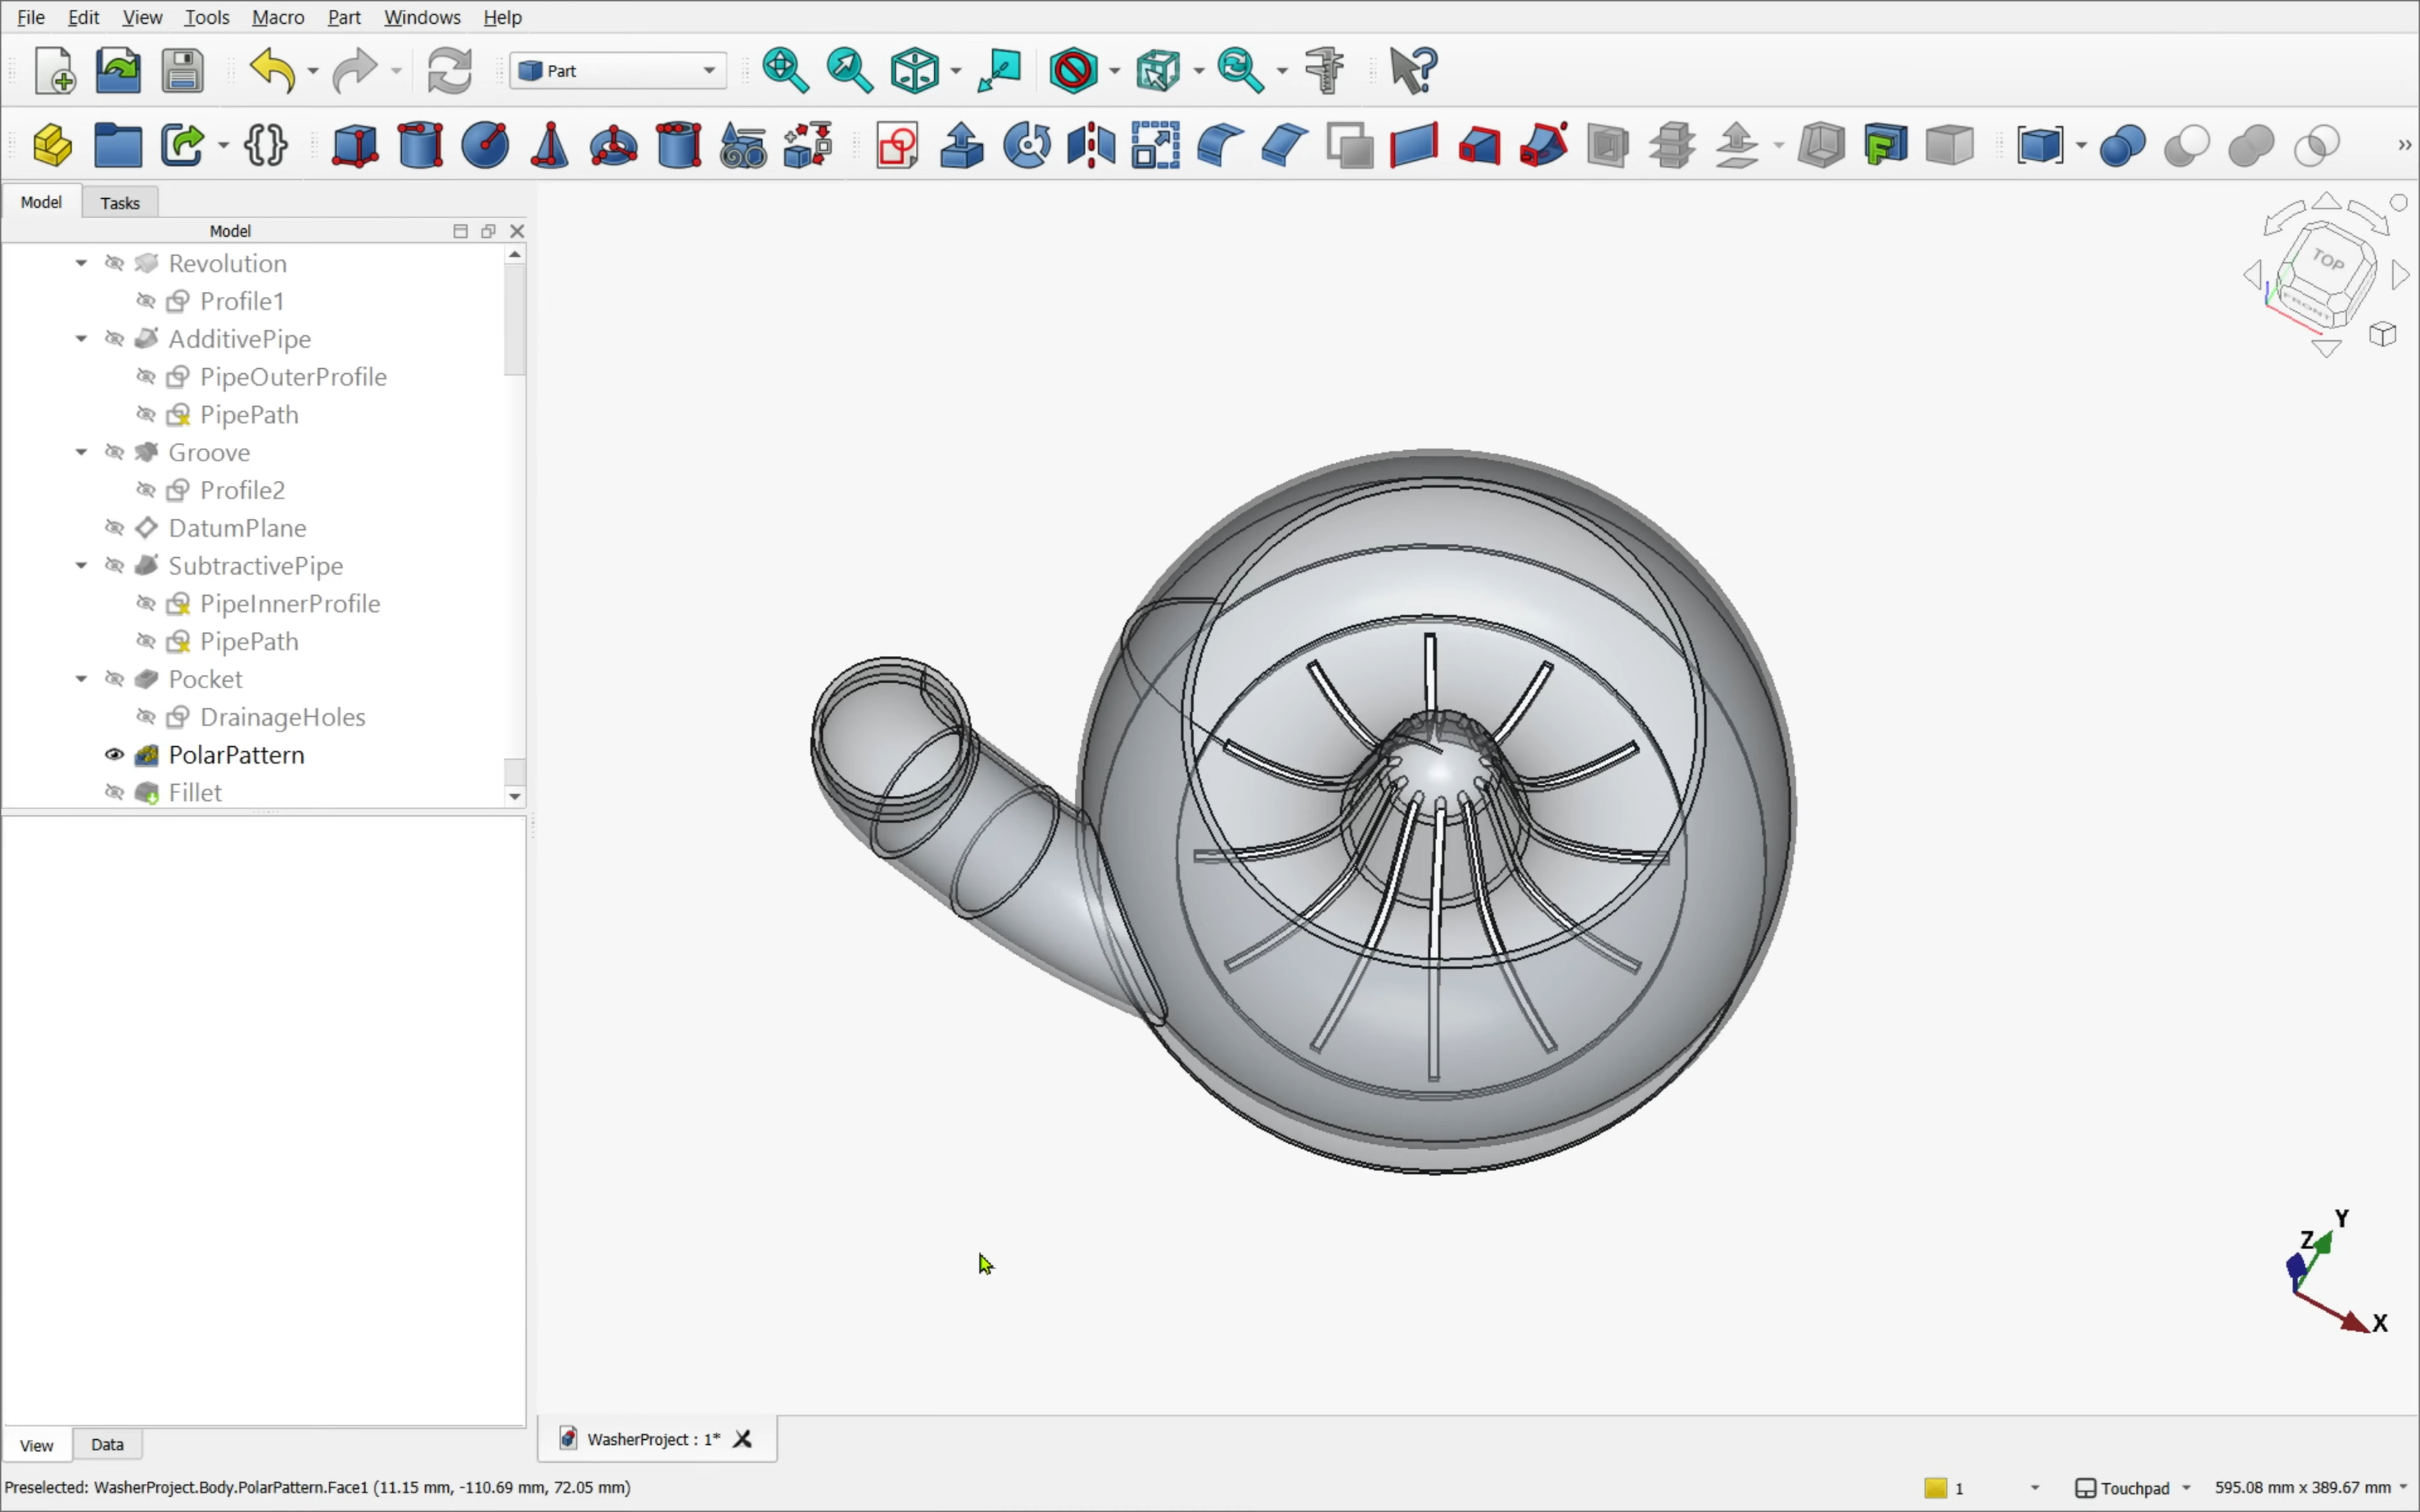 File Edit View Tools Macro Part Windows Help
Part
Model Tasks
Model
Revolution
Profile1
AdditivePipe
PipeOuterProfile
PipePath
Groove
Profile2
DatumPlane
SubtractivePipe
PipeInnerProfile
PipePath
Pocket
DrainageHoles
PolarPattern
Fillet
TOP
FRONT
Y
Z
X
View Data
WasherProject : 1*
Preselected: WasherProject.Body.PolarPattern.Face1 (11.15 mm, -110.69 mm, 72.05 mm)
1 Touchpad 595.08 mm x 389.67 mm